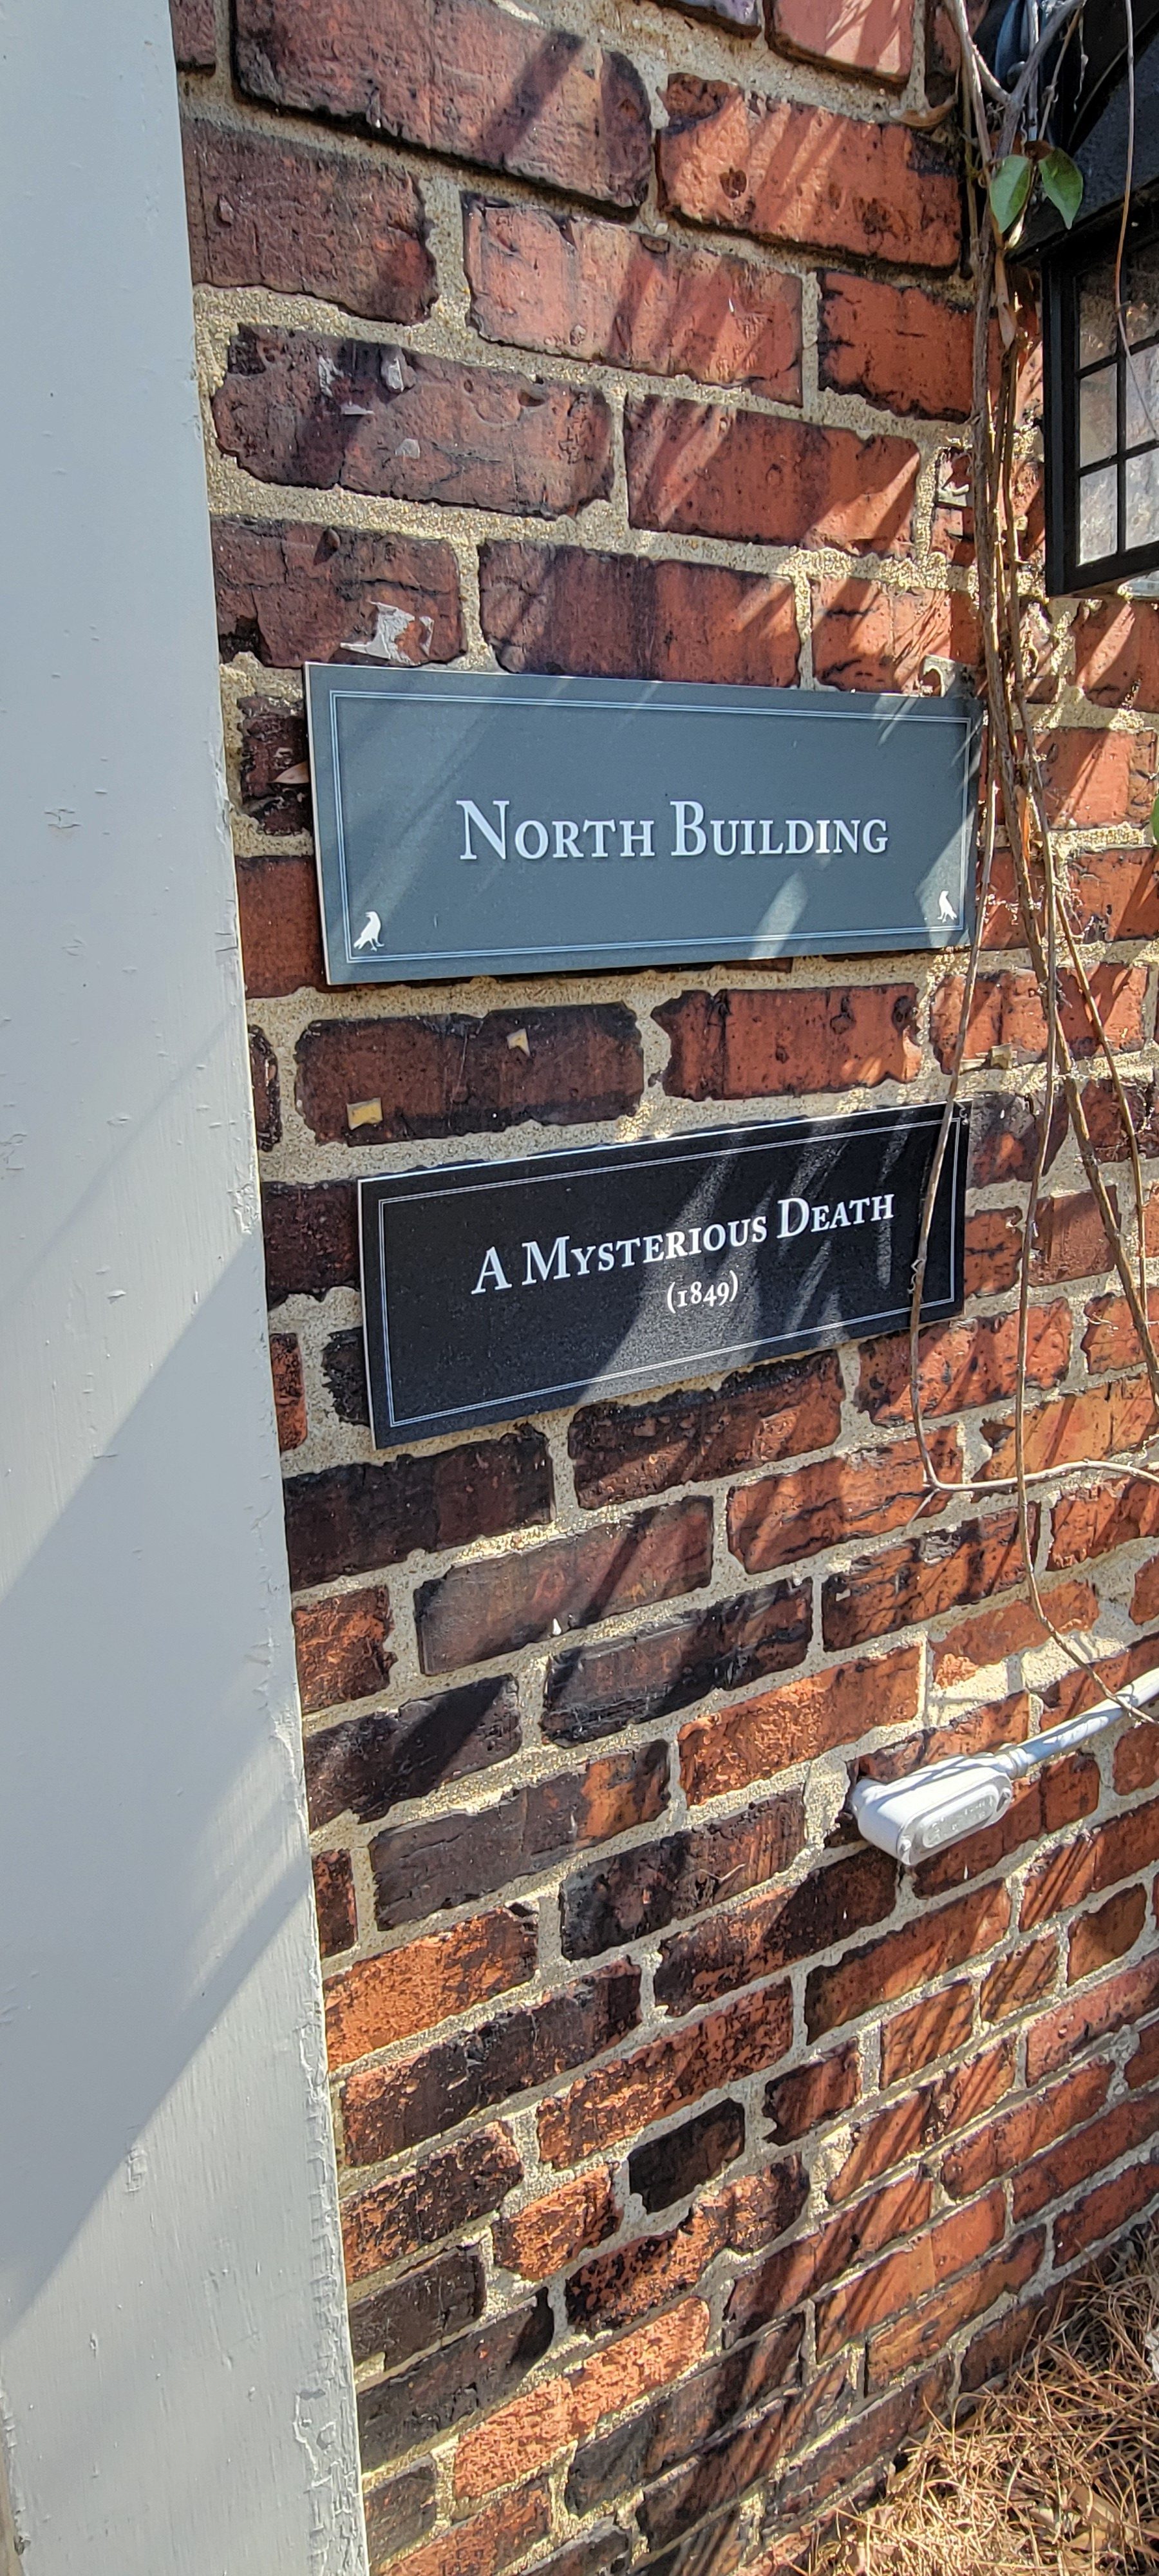 North Building
A Mysterious Death
(1849)